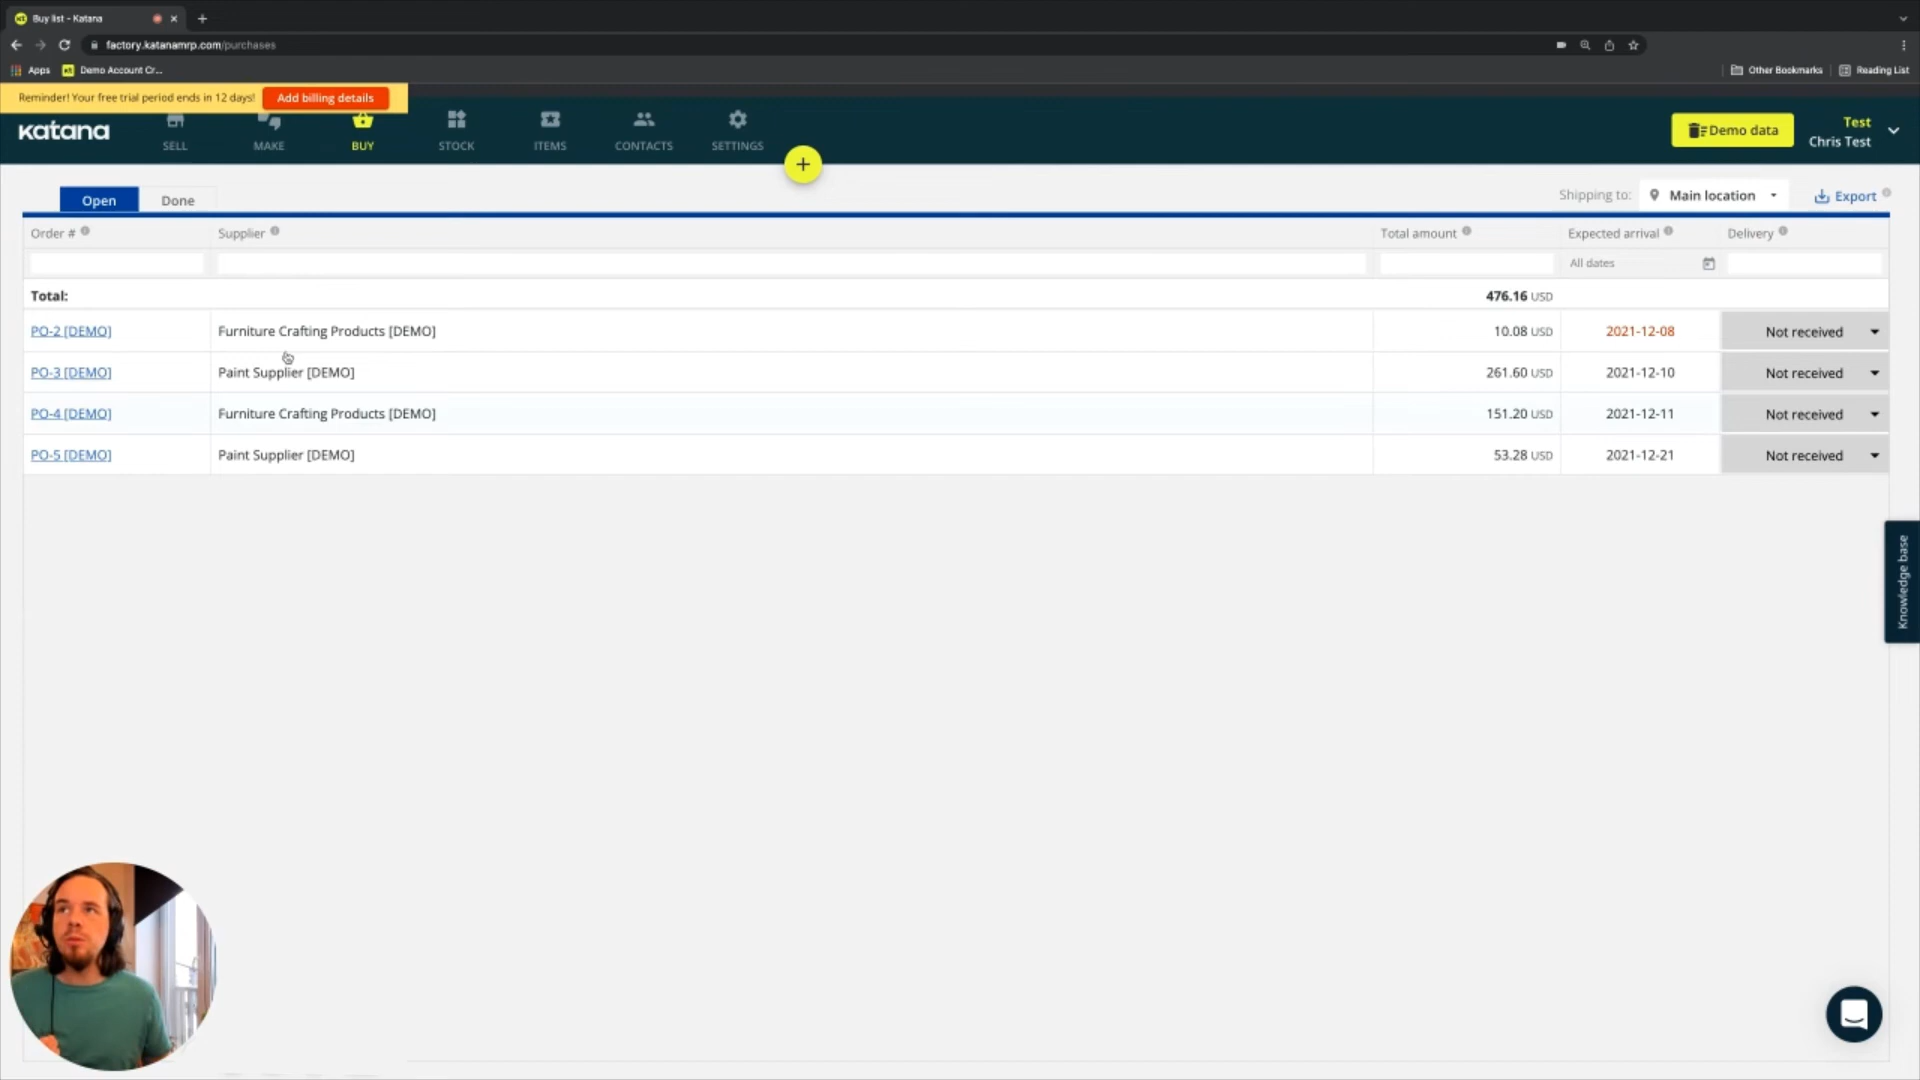 Buy list - Katana
factory.katanamrp.com/purchases
Apps
Demo Account Cr...
Other Bookmarks
Reading List
Reminder! Your free trial period ends in 12 days!
Add billing details
katana
SELL
MAKE
BUY
STOCK
ITEMS
CONTACTS
SETTINGS
+
Demo data
Test
Chris Test
Open
Done
Shipping to:
Main location
Export
Order #
Supplier
Total amount
Expected arrival
Delivery
All dates
Total:
476.16 USD
PO-2 [DEMO]
Furniture Crafting Products [DEMO]
10.08 USD
2021-12-08
Not received
PO-3 [DEMO]
Paint Supplier [DEMO]
261.60 USD
2021-12-10
Not received
PO-4 [DEMO]
Furniture Crafting Products [DEMO]
151.20 USD
2021-12-11
Not received
PO-5 [DEMO]
Paint Supplier [DEMO]
53.28 USD
2021-12-21
Not received
Knowledge base